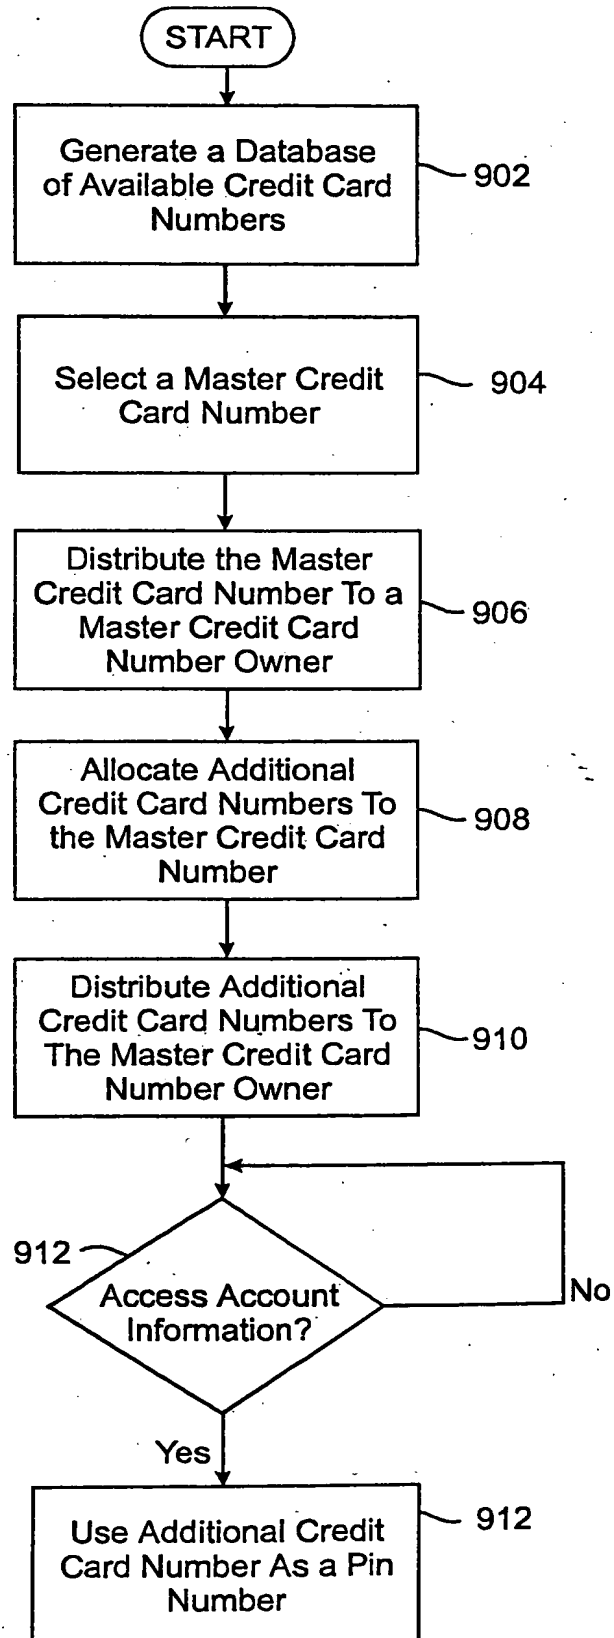 START
Generate a Database
of Available Credit Card
Numbers
902
Select a Master Credit
Card Number
904
Distribute the Master
Credit Card Number To a
Master Credit Card
Number Owner
906
Allocate Additional
Credit Card Numbers To
the Master Credit Card
Number
908
Distribute Additional
Credit Card Numbers To
The Master Credit Card
Number Owner
910
912
Access Account
Information?
No
Yes
Use Additional Credit
Card Number As a Pin
Number
912